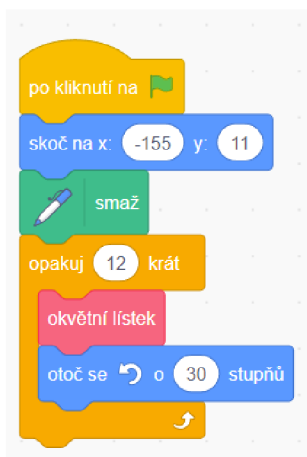 po kliknutí na
skoč na x: -155 y: 11
smaž
opakuj 12 krát
okvětní lístek
otoč se o 30 stupňů